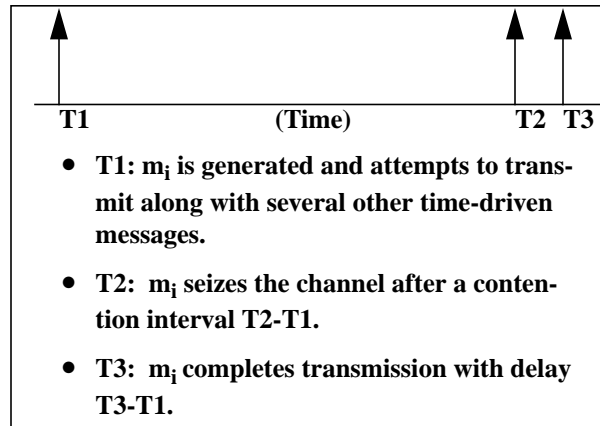 T1 (Time) T2 T3
• T1: mi is generated and attempts to trans-
mit along with several other time-driven
messages.
• T2: mi seizes the channel after a conten-
tion interval T2-T1.
• T3: mi completes transmission with delay
T3-T1.